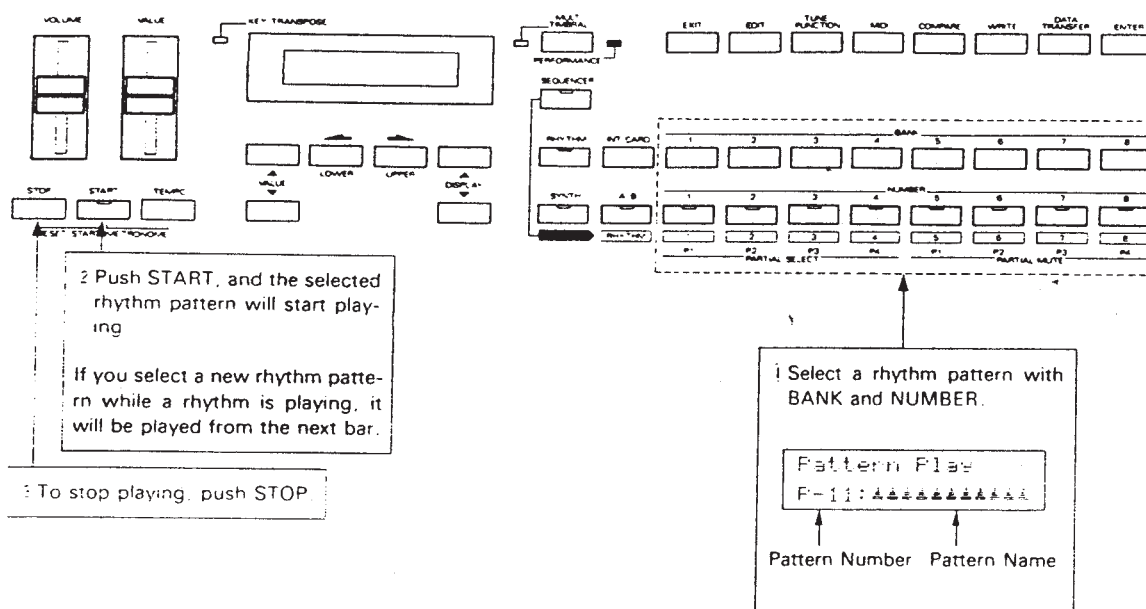 VOLUME VALUE
KEY TRANSPOSE
MULTI TIMBRAL
PERFORMANCE
EXIT EDIT TUNE FUNCTION MIDI COMPARE WRITE DATA TRANSFER ENTER
SEQUENCER
BANK
RHYTHM INT CARD 1 2 3 4 5 6 7 8
LOWER UPPER
VALUE DISPLAY
STOP START TEMPO
NUMBER
SYNTH A B 1 2 3 4 5 6 7 8
RHYTHM 1 2 3 4 5 6 7 8
P1 P2 P3 P4 P1 P2 P3 P4
PARTIAL SELECT PARTIAL MUTE
RESET START METRONOME
2 Push START, and the selected
rhythm pattern will start play-
ing
If you select a new rhythm patte-
rn while a rhythm is playing, it
will be played from the next bar.
3 To stop playing, push STOP.
1 Select a rhythm pattern with
BANK and NUMBER.
Pattern Play
P-11:
Pattern Number Pattern Name